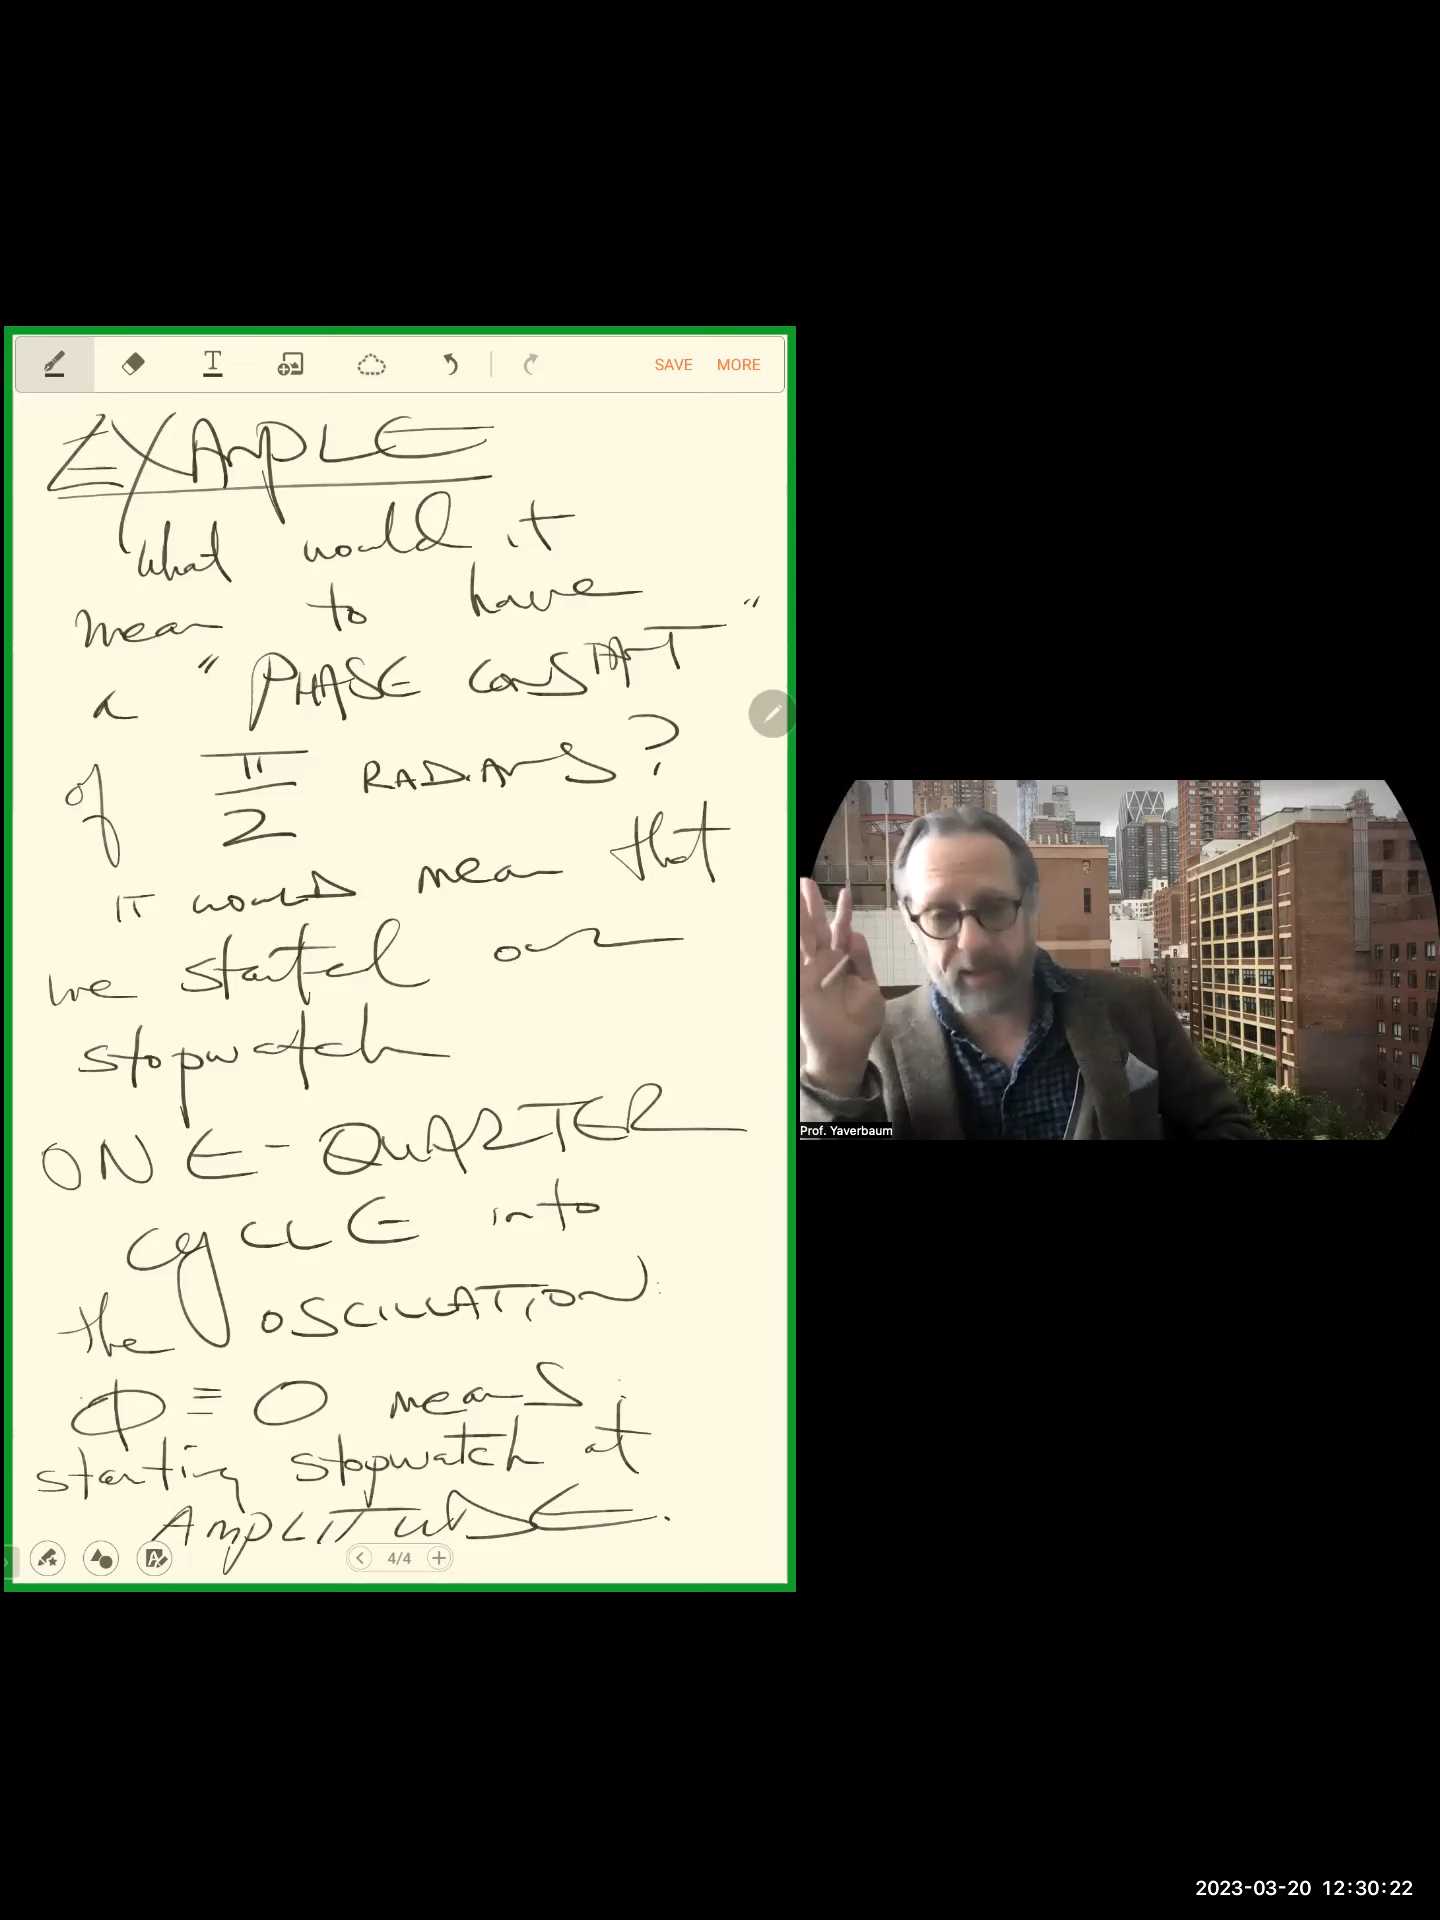 SAVE MORE
EXAMPLE
What would it
mean to have
a "PHASE CONSTANT"
of π/2 RADIANS?
IT WOULD mean that
we started our
stopwatch
ONE-QUARTER
CYCLE into
the OSCILLATION.
Φ ≡ 0 means
starting stopwatch at
AMPLITUDE.
4/4
Prof. Yaverbaum
2023-03-20 12:30:22